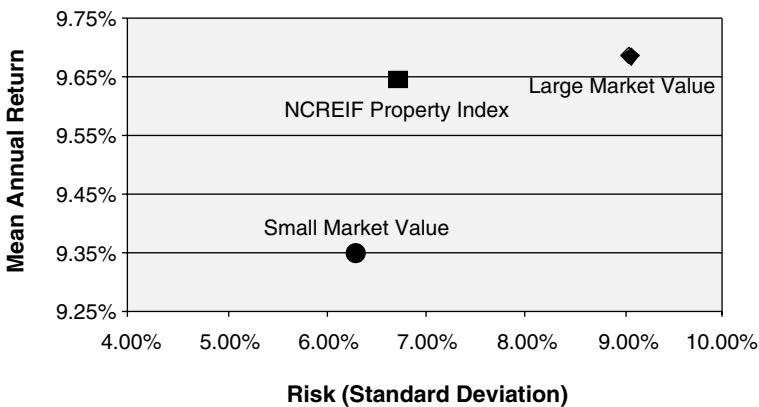 Mean Annual Return
9.75%
9.65%
9.55%
9.45%
9.35%
9.25%
Large Market Value
NCREIF Property Index
Small Market Value
4.00% 5.00% 6.00% 7.00% 8.00% 9.00% 10.00%
Risk (Standard Deviation)